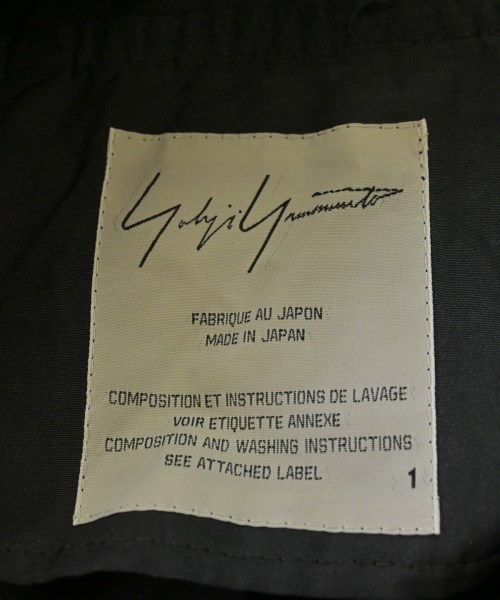 Yohji Yamamoto
FABRIQUE AU JAPON
MADE IN JAPAN
COMPOSITION ET INSTRUCTIONS DE LAVAGE
VOIR ETIQUETTE ANNEXE
COMPOSITION AND WASHING INSTRUCTIONS
SEE ATTACHED LABEL
1